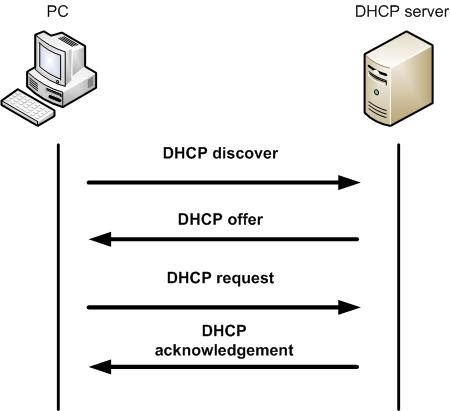 PC
DHCP server
DHCP discover
DHCP offer
DHCP request
DHCP
acknowledgement